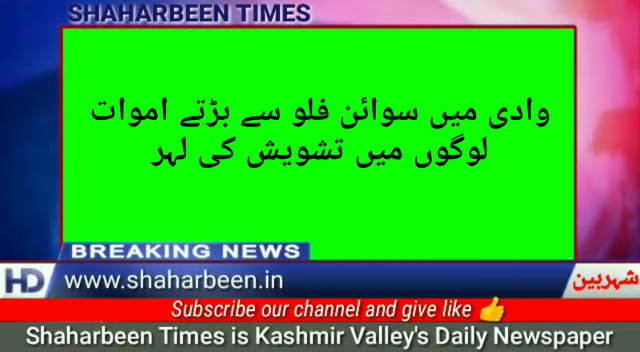 SHAHARBEEN TIMES
وادی میں سوائن فلو سے بڑتے اموات
لوگوں میں تشویش کی لہر
BREAKING NEWS
HD www.shaharbeen.in شہربین
Subscribe our channel and give like 👍
Shaharbeen Times is Kashmir Valley's Daily Newspaper